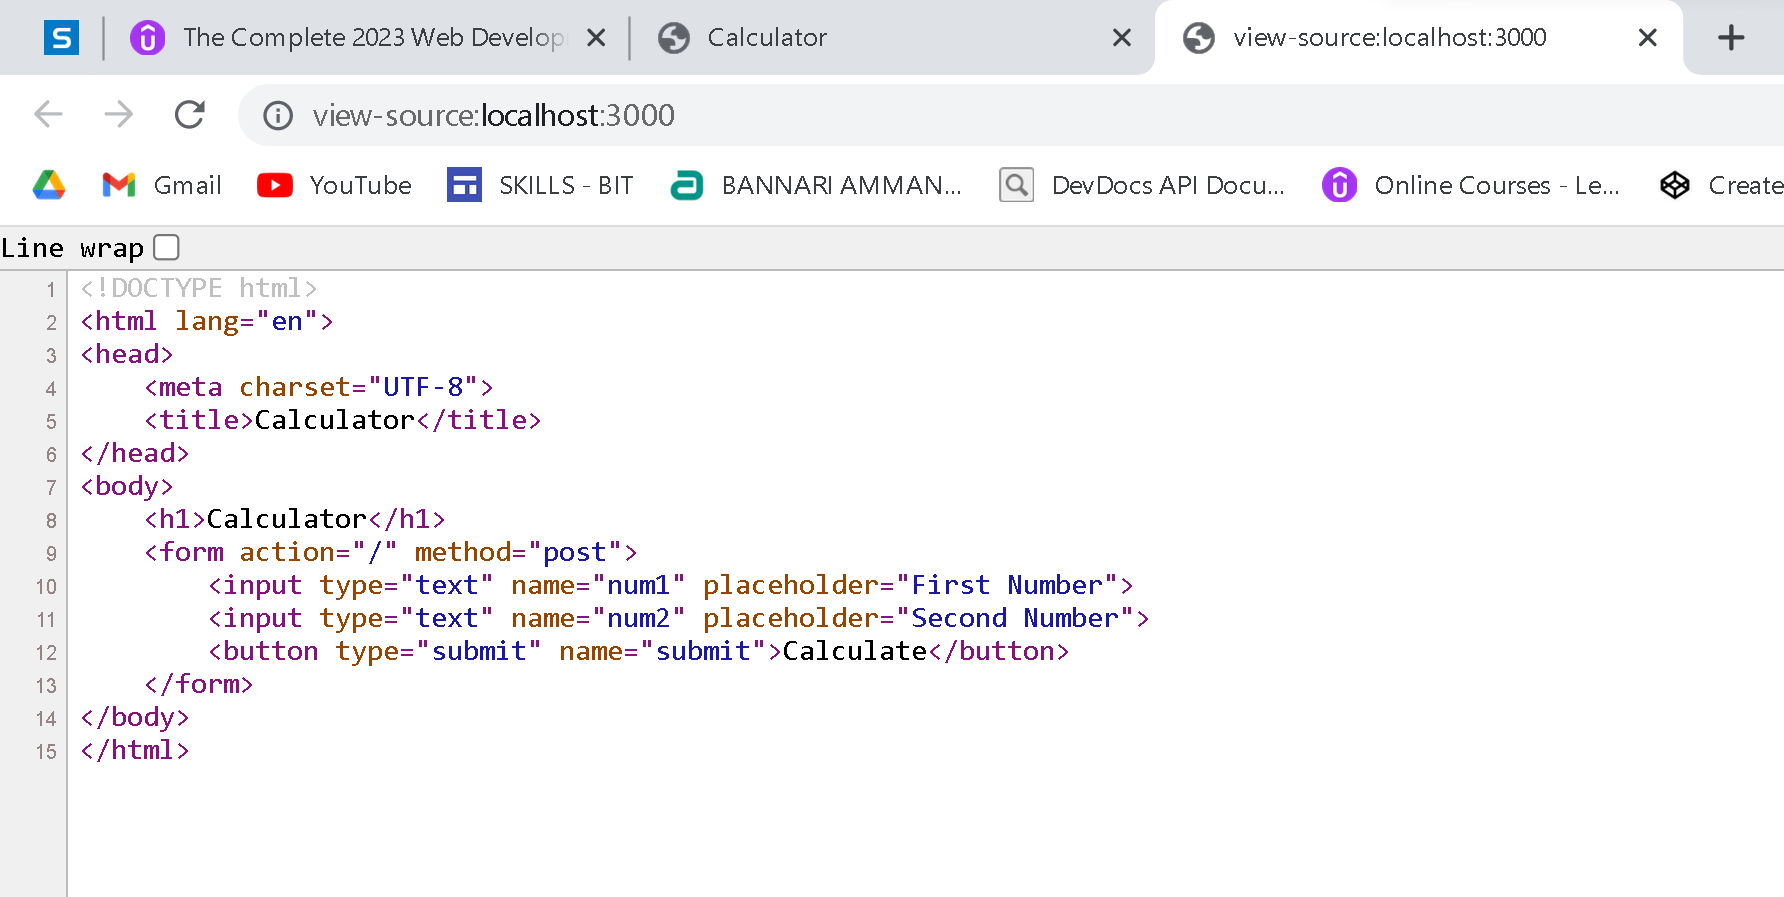 S The Complete 2023 Web Develop Calculator view-source:localhost:3000
view-source:localhost:3000
Gmail YouTube SKILLS - BIT BANNARI AMMAN... DevDocs API Docu... Online Courses - Le... Create
Line wrap
1 <!DOCTYPE html>
2 <html lang="en">
3 <head>
4 <meta charset="UTF-8">
5 <title>Calculator</title>
6 </head>
7 <body>
8 <h1>Calculator</h1>
9 <form action="/" method="post">
10 <input type="text" name="num1" placeholder="First Number">
11 <input type="text" name="num2" placeholder="Second Number">
12 <button type="submit" name="submit">Calculate</button>
13 </form>
14 </body>
15 </html>